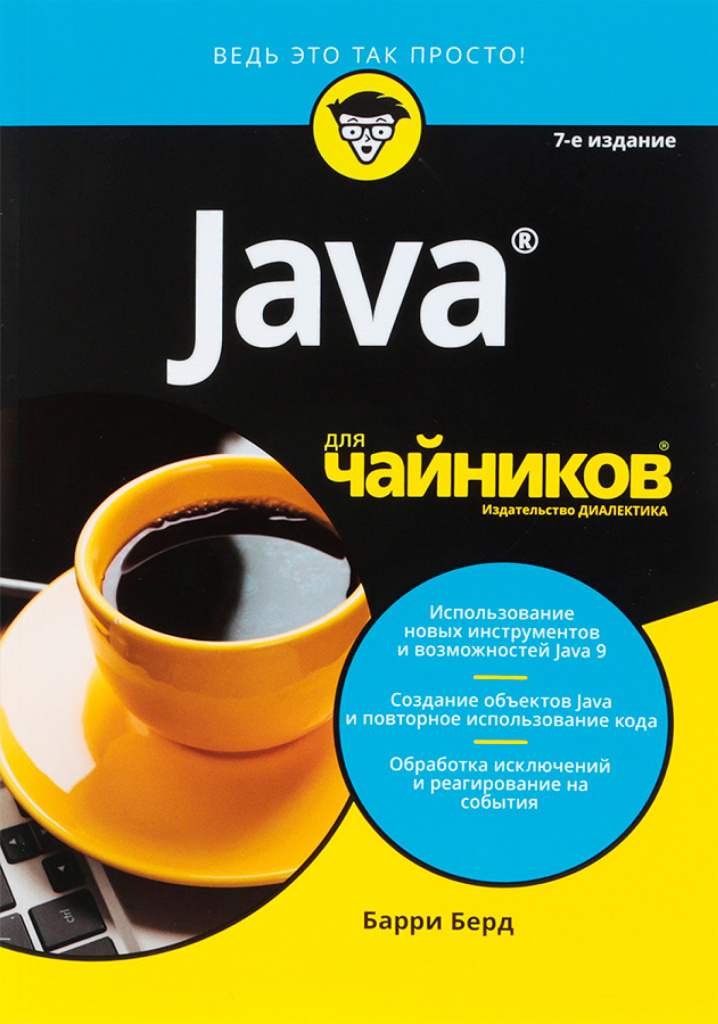 ВЕДЬ ЭТО ТАК ПРОСТО!
7-е издание
Java®
для
чайников®
Издательство ДИАЛЕКТИКА
Использование
новых инструментов
и возможностей Java 9
Создание объектов Java
и повторное использование кода
Обработка исключений
и реагирование на
события
Барри Берд
ctrl